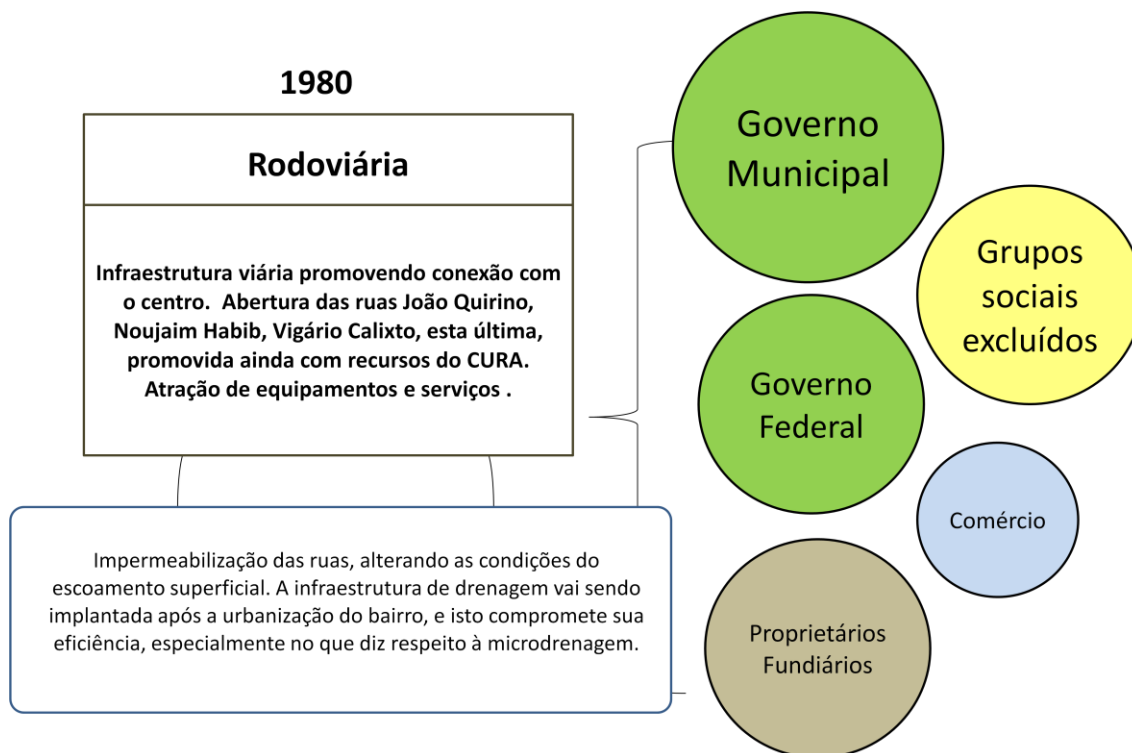 1980
Rodoviária
Infraestrutura viária promovendo conexão com
o centro.  Abertura das ruas João Quirino,
Noujaim Habib, Vigário Calixto, esta última,
promovida ainda com recursos do CURA.
Atração de equipamentos e serviços .
Impermeabilização das ruas, alterando as condições do
escoamento superficial. A infraestrutura de drenagem vai sendo
implantada após a urbanização do bairro, e isto compromete sua
eficiência, especialmente no que diz respeito à microdrenagem.
Governo
Municipal
Grupos
sociais
excluídos
Governo
Federal
Comércio
Proprietários
Fundiários